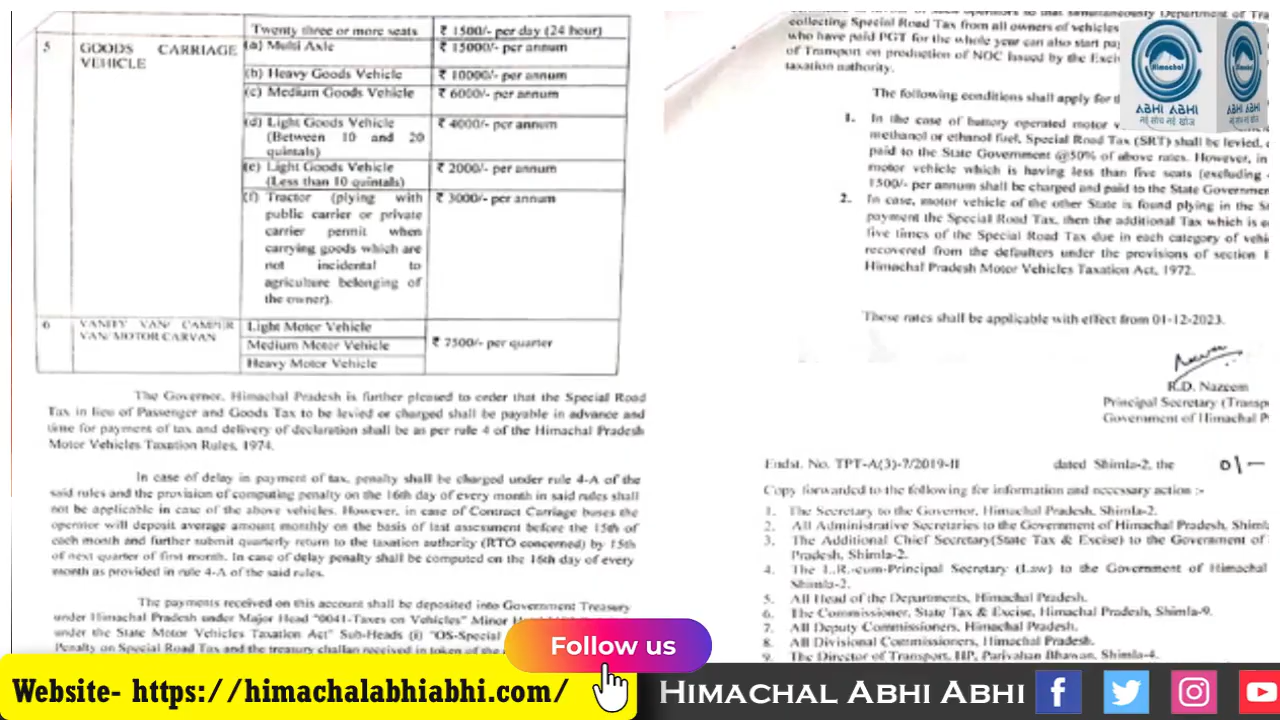 Twenty three or more seats ₹ 1500/- per day (24 hour)
5 GOODS CARRIAGE (a) Multi Axle ₹ 15000/- per annum
VEHICLE
(b) Heavy Goods Vehicle ₹ 10000/- per annum
(c) Medium Goods Vehicle ₹ 6000/- per annum
(d) Light Goods Vehicle ₹ 4000/- per annum
(Between 10 and 20
quintals)
(e) Light Goods Vehicle ₹ 2000/- per annum
(Less than 10 quintals)
(f) Tractor (plying with ₹ 3000/- per annum
public carrier or private
carrier permit when
carrying goods which are
not incidental to
agriculture belonging of
the owner).
6 VANITY VAN/ CAMPER Light Motor Vehicle
VAN/MOTOR CARVAN
Medium Motor Vehicle ₹ 7500/- per quarter
Heavy Motor Vehicle
The Governor, Himachal Pradesh is further pleased to order that the Special Road
Tax in lieu of Passenger and Goods Tax to be levied or charged shall be payable in advance and
time for payment of tax and delivery of declaration shall be as per rule 4 of the Himachal Pradesh
Motor Vehicles Taxation Rules, 1974.
In case of delay in payment of tax, penalty shall be charged under rule 4-A of the
said rules and the provision of computing penalty on the 16th day of every month in said rules shall
not be applicable in case of the above vehicles. However, in case of Contract Carriage buses the
operator will deposit average amount monthly on the basis of last assessment before the 15th of
each month and further submit quarterly return to the taxation authority (RTO concerned) by 15th
of next quarter of first month. In case of delay penalty shall be computed on the 16th day of every
month as provided in rule 4-A of the said rules.
The payments received on this account shall be deposited into Government Treasury
under Himachal Pradesh under Major Head "0041-Taxes on Vehicles" Minor
under the State Motor Vehicles Taxation Act" Sub-Heads (i) "OS-Special
Penalty on Special Road Tax and the treasury challan received in token of the
collecting Special Road Tax from all owners of vehicles
who have paid PGT for the whole year can also start
of Transport on production of NOC issued by the
taxation authority.
The following conditions shall apply for
1. In the case of battery operated motor
methanol or ethanol fuel, Special Road Tax (SRT) shall be levied,
paid to the State Government @50% of above rates. However, in
motor vehicle which is having less than five seats (excluding
1500/- per annum shall be charged and paid to the State
2. In case, motor vehicle of the other State is found plying in the
payment the Special Road Tax, then the additional Tax which is
five times of the Special Road Tax due in each category of
recovered from the defaulters under the provisions of section
Himachal Pradesh Motor Vehicles Taxation Act, 1972.
These rates shall be applicable with effect from 01-12-2023.
R.D. Nazeem
Principal Secretary
Government of Himachal
Endst. No. TPT-A(3)-7/2019-II dated Shimla-2, the
Copy forwarded to the following for information and necessary action :-
1. The Secretary to the Governor, Himachal Pradesh, Shimla-2.
2. All Administrative Secretaries to the Government of Himachal Pradesh,
3. The Additional Chief Secretary(State Tax & Excise) to the Government of
Pradesh, Shimla-2.
4. The L.R.-cum-Principal Secretary (Law) to the Government of Himachal
Shimla-2.
5. All Head of the Departments, Himachal Pradesh.
6. The Commissioner, State Tax & Excise, Himachal Pradesh, Shimla-9.
7. All Deputy Commissioners, Himachal Pradesh.
8. All Divisional Commissioners, Himachal Pradesh.
9. The Director of Transport, HP, Parivahan Bhawan, Shimla-4.
Himachal
ABHI ABHI
नई सोच नई खोज
ABHI ABHI
नई सोच नई खोज
Follow us
Website- https://himachalabhiabhi.com/
HIMACHAL ABHI ABHI